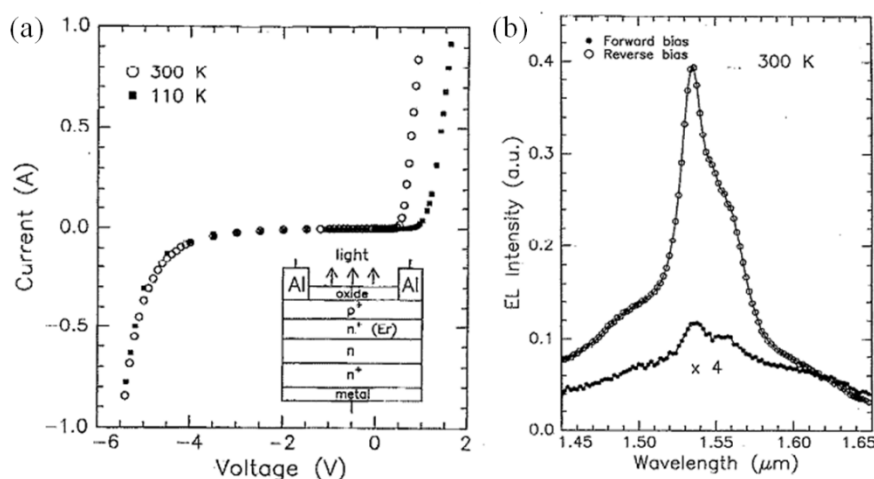 (a)
1.0
0.5
0.0
−0.5
−1.0
Current (A)
300 K
110 K
light
Al
Al
oxide
p+
n+ (Er)
n
n+
metal
−6
−4
−2
0
2
Voltage (V)
(b)
0.4
0.3
0.2
0.1
0.0
EL Intensity (a.u.)
Forward bias
Reverse bias
300 K
x 4
1.45
1.50
1.55
1.60
1.65
Wavelength (μm)